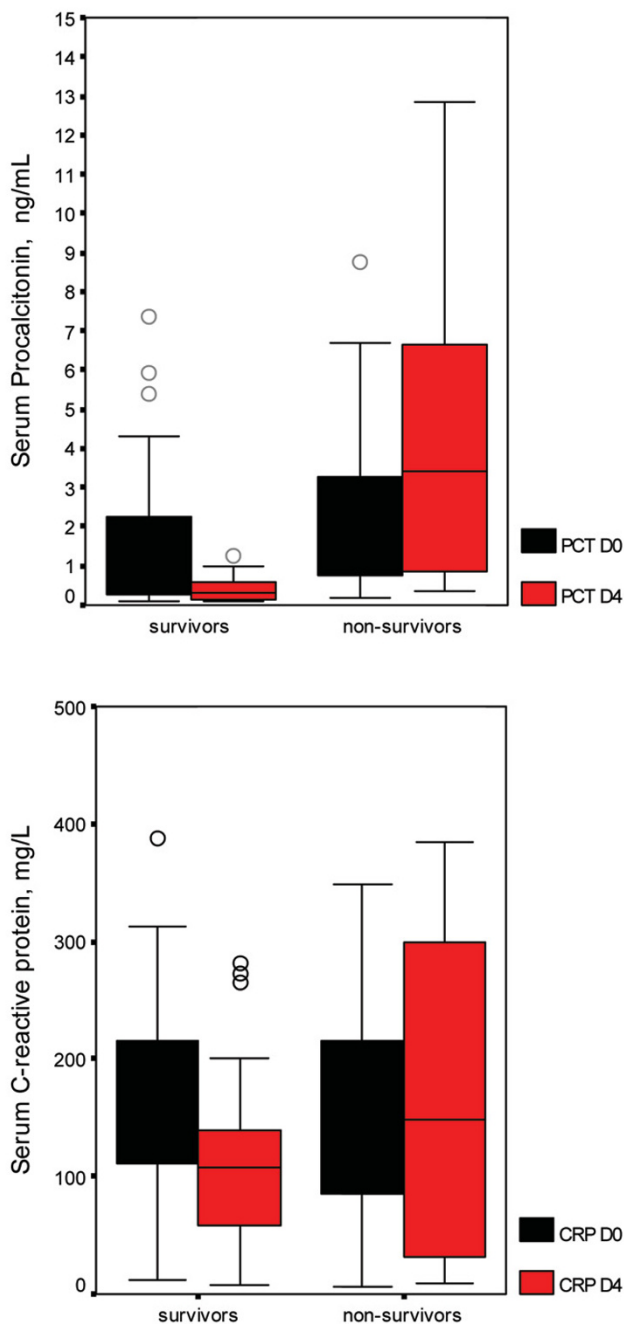 15
14
13
12
11
10
9
8
7
6
5
4
3
2
1
0
Serum Procalcitonin, ng/mL
survivors
non-survivors
PCT D0
PCT D4
500
400
300
200
100
0
Serum C-reactive protein, mg/L
survivors
non-survivors
CRP D0
CRP D4